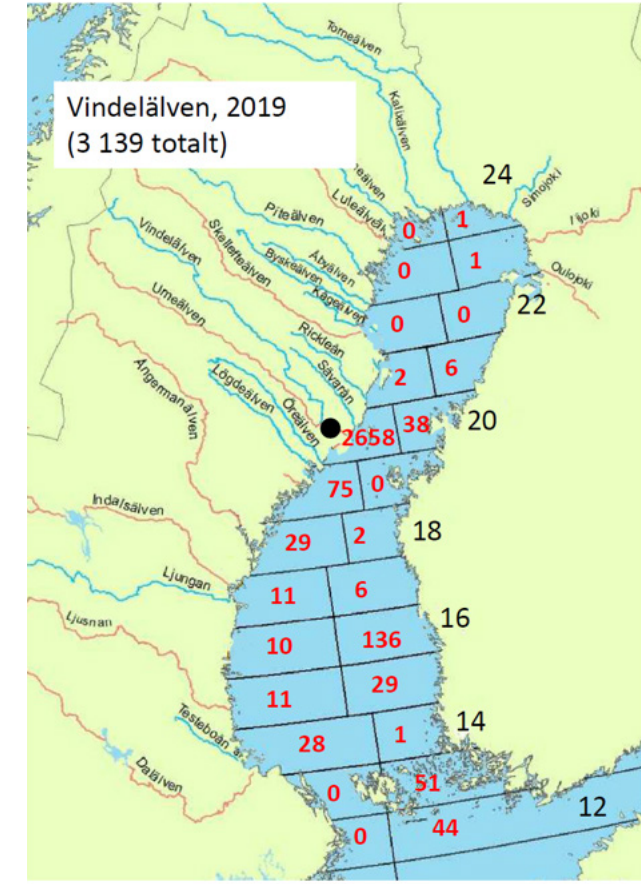 Vindelälven, 2019
(3 139 totalt)
Torneälven
Kalixälven
Luleälven
Piteälven
Åbyälven
Byskeälven
Kågeälven
Skellefteälven
Vindelälven
Umeälven
Rickleån
Sävarån
Öreälven
Lögdeälven
Ångermanälven
Indalsälven
Ljungan
Ljusnan
Testeboån
Dalälven
Simojoki
Iijoki
Oulojoki
24
0 1
0 1
22
0 0
2 6
20
2658 38
75 0
18
29 2
11 6
16
10 136
11 29
14
28 1
0 51
12
0 44